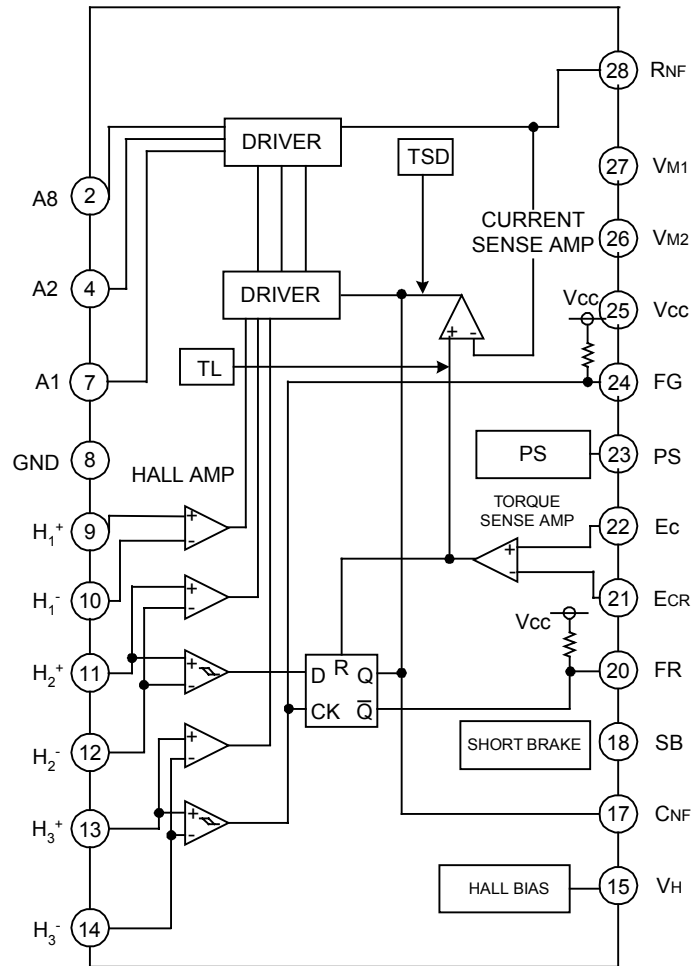 28 RNF
DRIVER
TSD
27 VM1
A8 2
CURRENT
SENSE AMP
26 VM2
A2 4
DRIVER
Vcc
25 Vcc
+ -
TL
A1 7
24 FG
GND 8
PS
23 PS
HALL AMP
TORQUE
SENSE AMP
H1+ 9
+
-
22 Ec
+
-
H1- 10
21 ECR
+
-
Vcc
H2+ 11
+
-
D R Q
20 FR
CK Q̅
H2- 12
+
-
SHORT BRAKE
18 SB
H3+ 13
+
-
17 CNF
HALL BIAS
15 VH
H3- 14